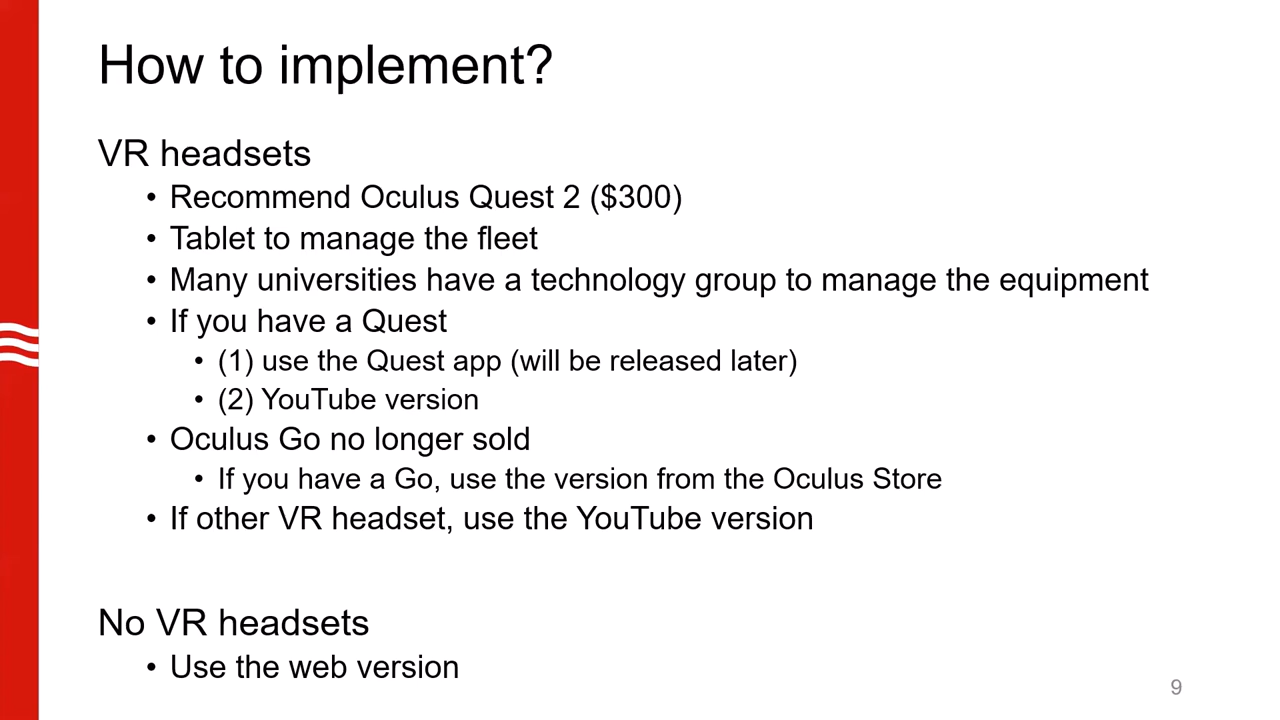 How to implement?
VR headsets
• Recommend Oculus Quest 2 ($300)
• Tablet to manage the fleet
• Many universities have a technology group to manage the equipment
• If you have a Quest
• (1) use the Quest app (will be released later)
• (2) YouTube version
• Oculus Go no longer sold
• If you have a Go, use the version from the Oculus Store
• If other VR headset, use the YouTube version
No VR headsets
• Use the web version
9